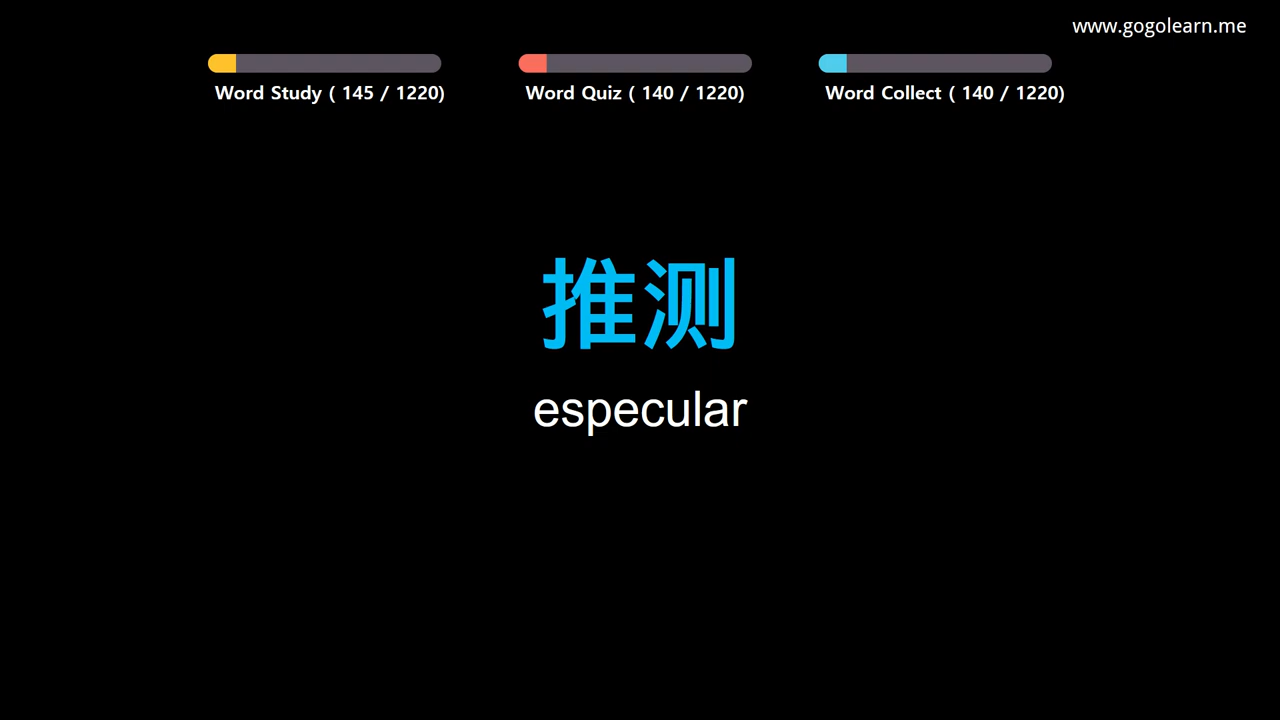 www.gogolearn.me
Word Study ( 145 / 1220)
Word Quiz ( 140 / 1220)
Word Collect ( 140 / 1220)
推测
especular